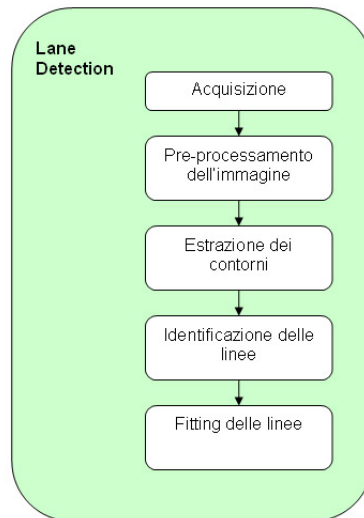 Lane
Detection
Acquisizione
Pre-processamento
dell'immagine
Estrazione dei
contorni
Identificazione delle
linee
Fitting delle linee